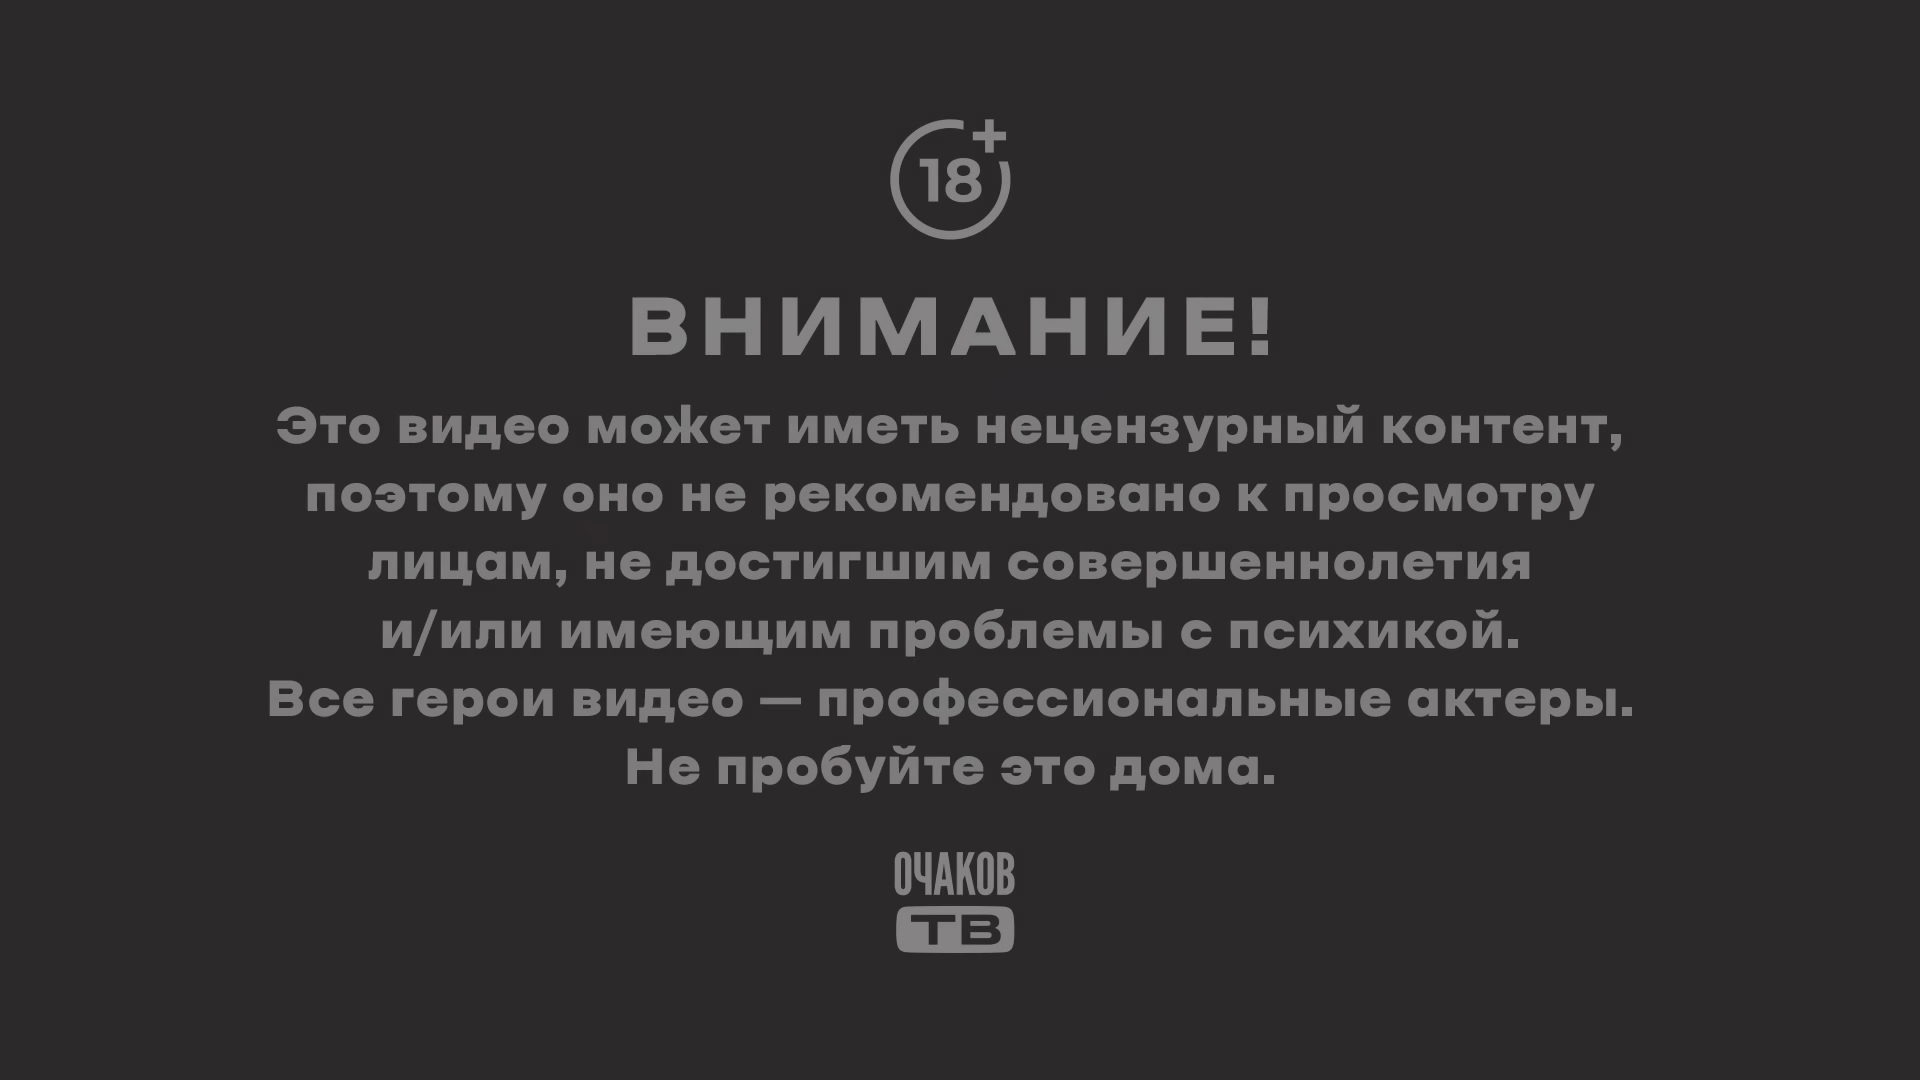 18+
ВНИМАНИЕ!
Это видео может иметь нецензурный контент,
поэтому оно не рекомендовано к просмотру
лицам, не достигшим совершеннолетия
и/или имеющим проблемы с психикой.
Все герои видео — профессиональные актеры.
Не пробуйте это дома.
ОЧАКОВ
ТВ